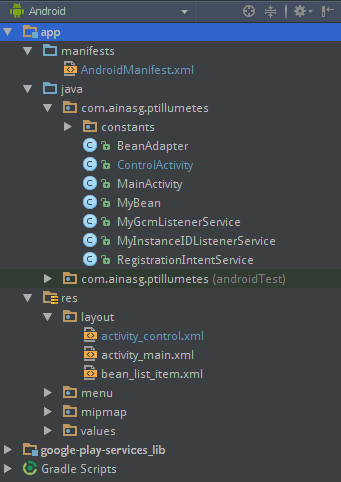 Android
app
manifests
AndroidManifest.xml
java
com.ainasg.ptillumetes
constants
BeanAdapter
ControlActivity
MainActivity
MyBean
MyGcmListenerService
MyInstanceIDListenerService
RegistrationIntentService
com.ainasg.ptillumetes (androidTest)
res
layout
activity_control.xml
activity_main.xml
bean_list_item.xml
menu
mipmap
values
google-play-services_lib
Gradle Scripts